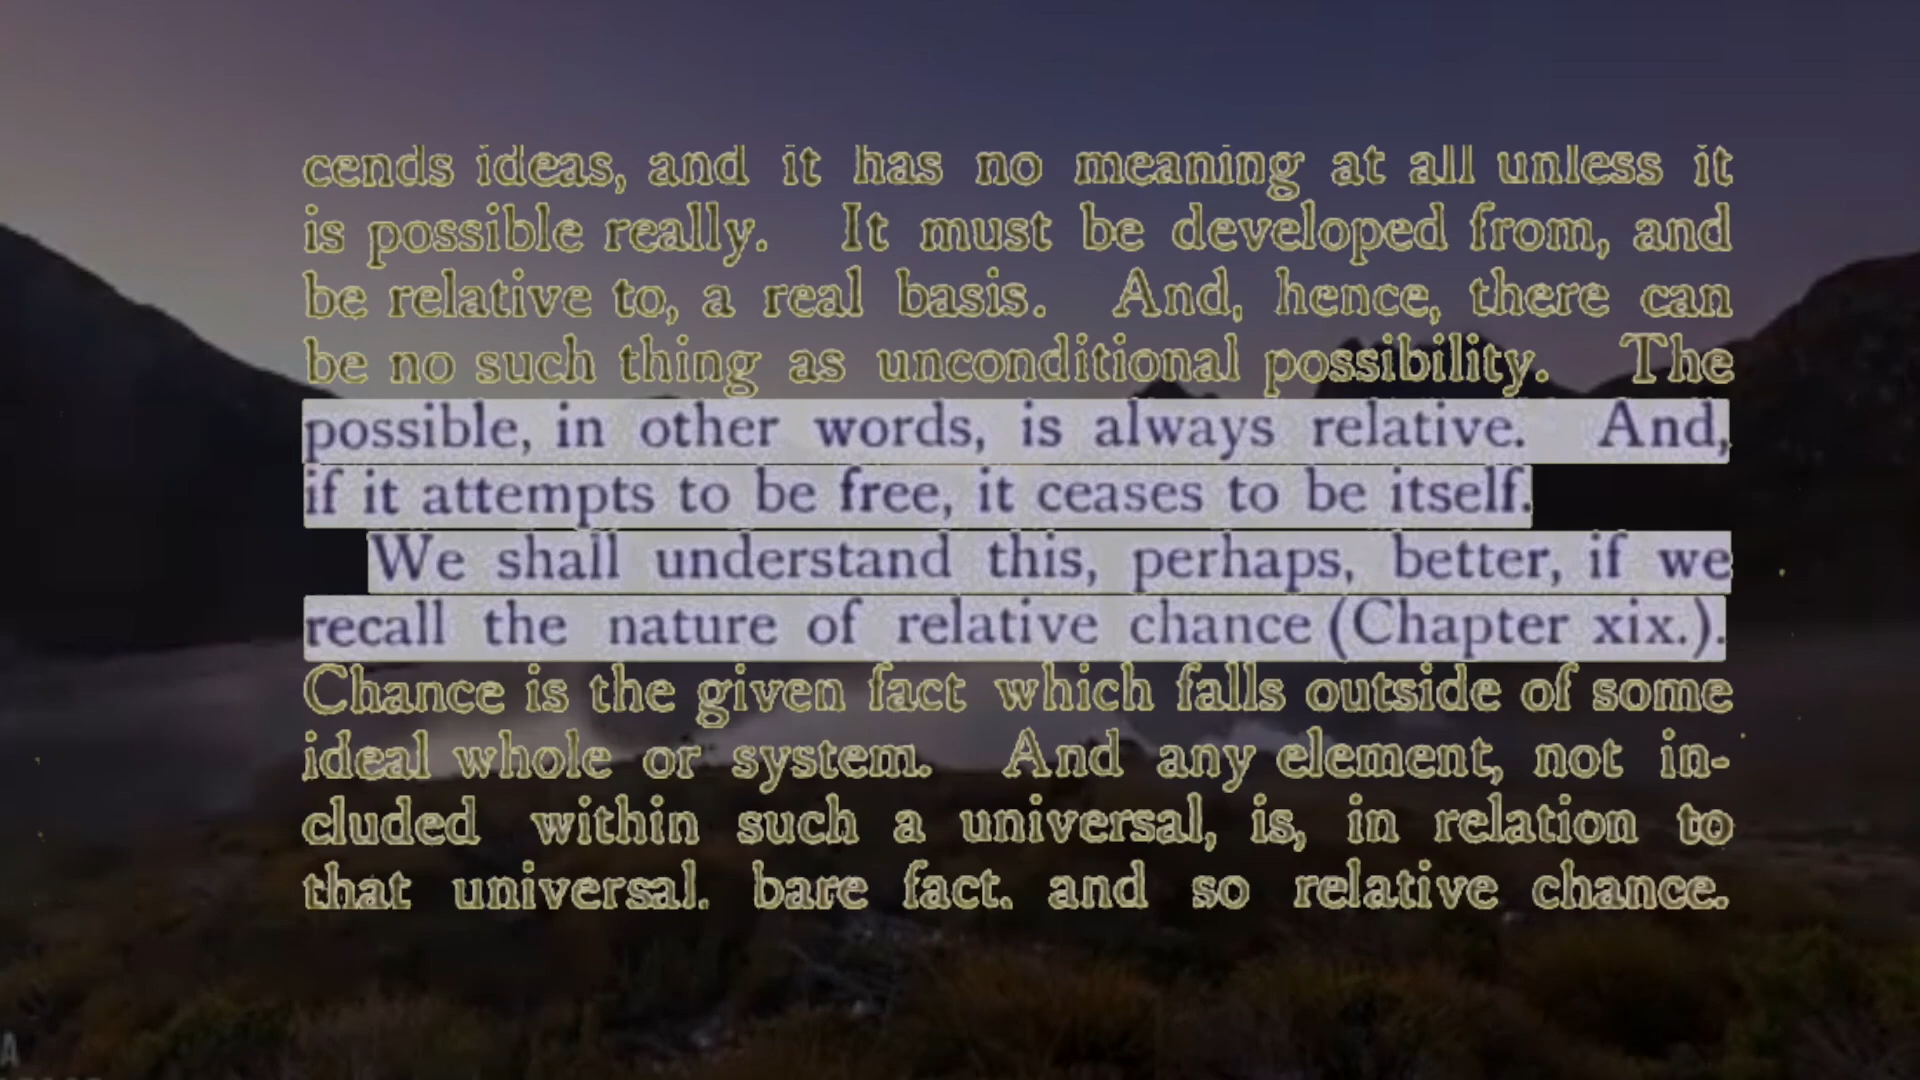 cends ideas, and it has no meaning at all unless it
is possible really. It must be developed from, and
be relative to, a real basis. And, hence, there can
be no such thing as unconditional possibility. The
possible, in other words, is always relative. And,
if it attempts to be free, it ceases to be itself.
We shall understand this, perhaps, better, if we
recall the nature of relative chance (Chapter xix.).
Chance is the given fact which falls outside of some
ideal whole or system. And any element, not in-
cluded within such a universal, is, in relation to
that universal, bare fact, and so relative chance.